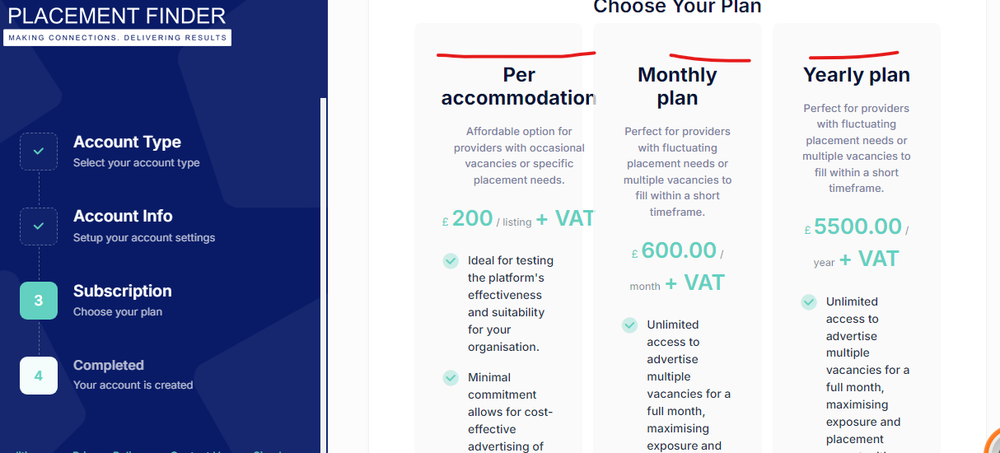 PLACEMENT FINDER
MAKING CONNECTIONS. DELIVERING RESULTS
Account Type
Select your account type
Account Info
Setup your account settings
3
Subscription
Choose your plan
4
Completed
Your account is created
Choose Your Plan
Per
accommodation
Affordable option for
providers with occasional
vacancies or specific
placement needs.
£ 200 / listing + VAT
Ideal for testing
the platform's
effectiveness
and suitability
for your
organisation.
Minimal
commitment
allows for cost-
effective
advertising of
Monthly
plan
Perfect for providers
with fluctuating
placement needs or
multiple vacancies to
fill within a short
timeframe.
£ 600.00 /
month + VAT
Unlimited
access to
advertise
multiple
vacancies for a
full month,
maximising
exposure and
Yearly plan
Perfect for providers
with fluctuating
placement needs or
multiple vacancies to
fill within a short
timeframe.
£ 5500.00 /
year + VAT
Unlimited
access to
advertise
multiple
vacancies for a
full month,
maximising
exposure and
placement